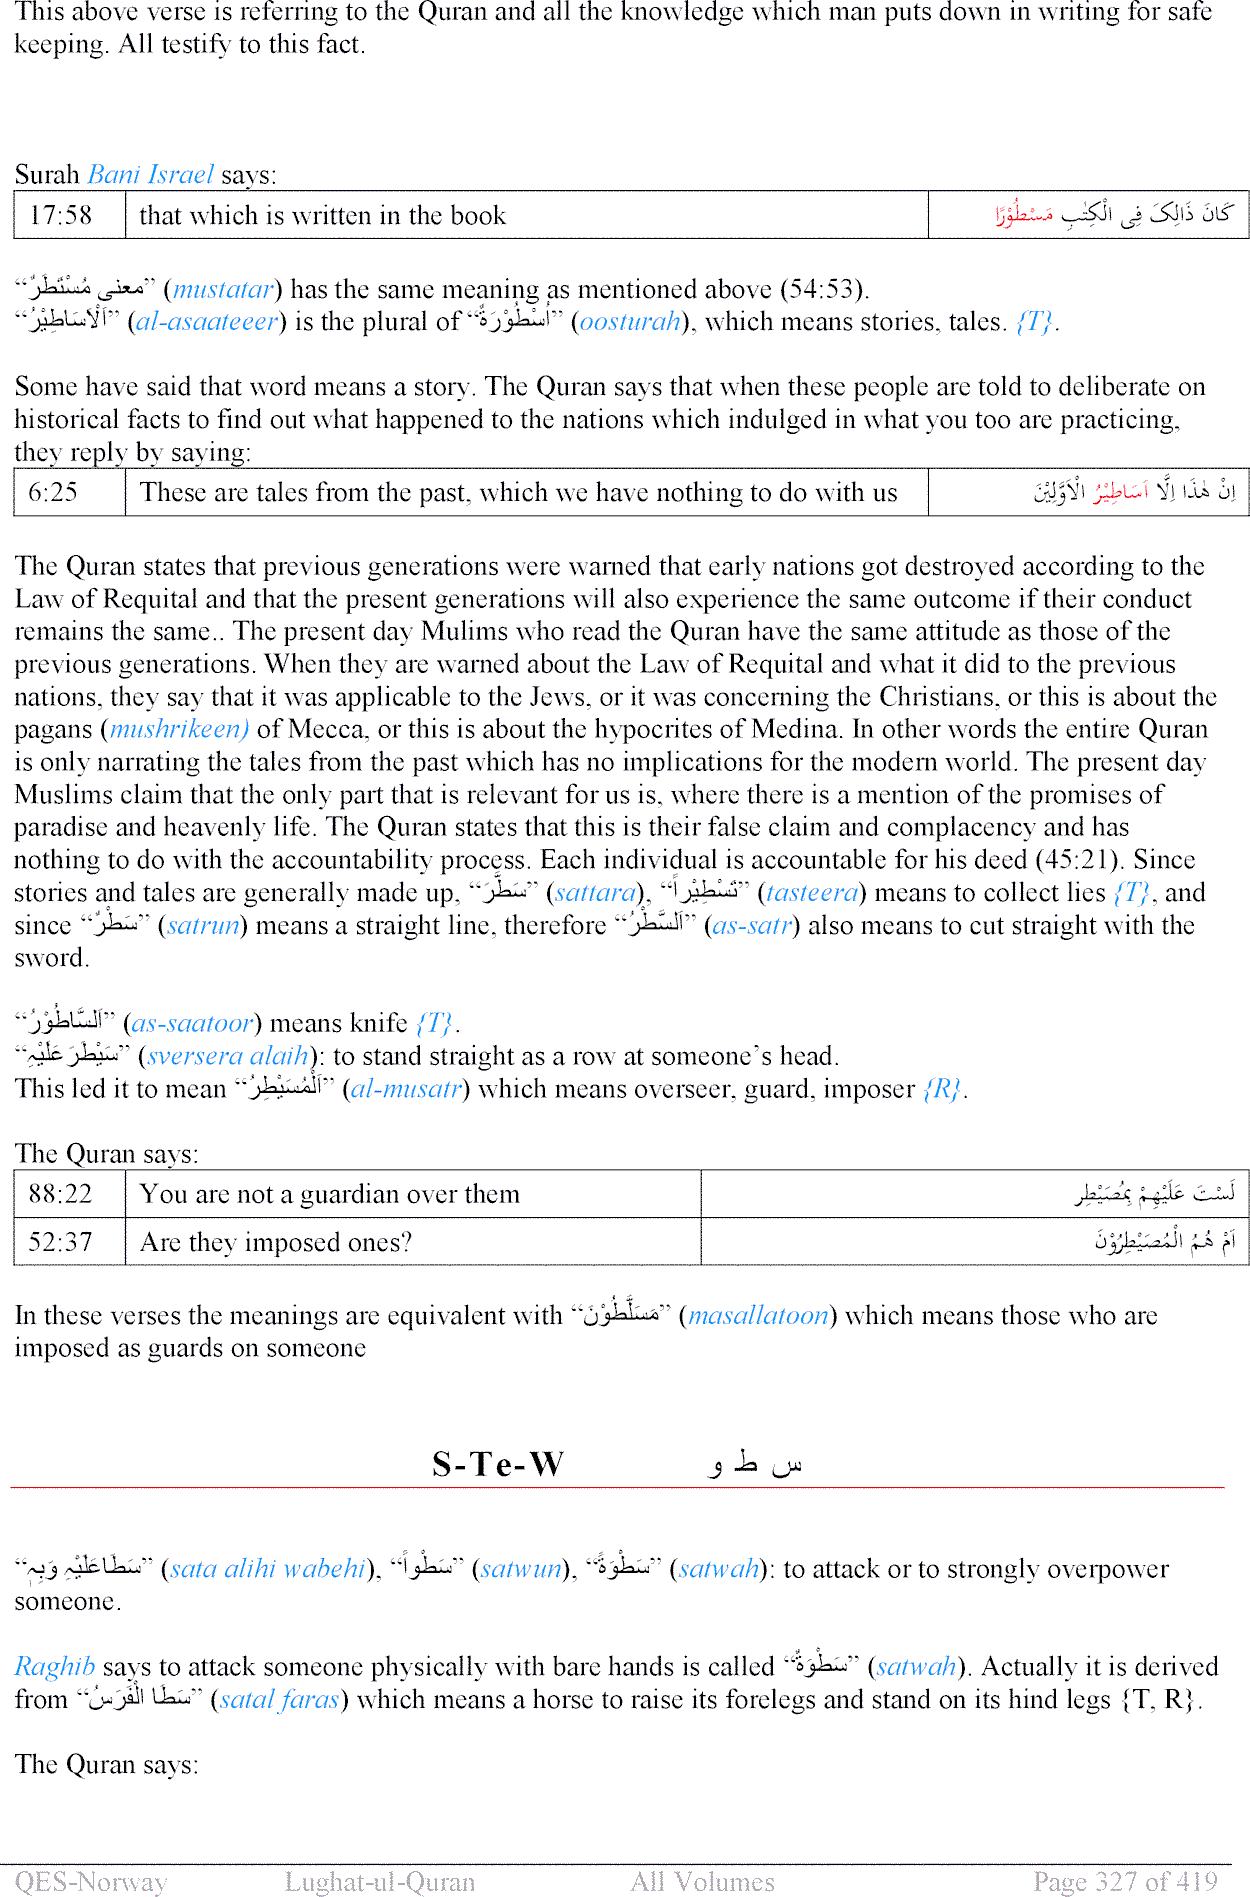 This above verse is referring to the Quran and all the knowledge which man puts down in writing for safe
keeping. All testify to this fact.
Surah Bani Israel says:
17:58 that which is written in the book كَانَ ذَالِکَ فِی الْکِتٰبِ مَسْطُوْرًا
“معنی مُسْتَطَرٌ” (mustatar) has the same meaning as mentioned above (54:53).
“اَلْاَسَاطِيْرُ” (al-asaateeer) is the plural of “اُسْطُوْرَةٌ” (oosturah), which means stories, tales. {T}.
Some have said that word means a story. The Quran says that when these people are told to deliberate on
historical facts to find out what happened to the nations which indulged in what you too are practicing,
they reply by saying:
6:25 These are tales from the past, which we have nothing to do with us اِنْ هٰذَا اِلَّا اَسَاطِيْرُ الْاَوَّلِيْنَ
The Quran states that previous generations were warned that early nations got destroyed according to the
Law of Requital and that the present generations will also experience the same outcome if their conduct
remains the same.. The present day Mulims who read the Quran have the same attitude as those of the
previous generations. When they are warned about the Law of Requital and what it did to the previous
nations, they say that it was applicable to the Jews, or it was concerning the Christians, or this is about the
pagans (mushrikeen) of Mecca, or this is about the hypocrites of Medina. In other words the entire Quran
is only narrating the tales from the past which has no implications for the modern world. The present day
Muslims claim that the only part that is relevant for us is, where there is a mention of the promises of
paradise and heavenly life. The Quran states that this is their false claim and complacency and has
nothing to do with the accountability process. Each individual is accountable for his deed (45:21). Since
stories and tales are generally made up, “سَطَّرَ” (sattara), “تَسْطِيْراً” (tasteera) means to collect lies {T}, and
since “سَطْرٌ” (satrun) means a straight line, therefore “اَلسَّطْرُ” (as-satr) also means to cut straight with the
sword.
“اَلسَّاطُوْرُ” (as-saatoor) means knife {T}.
“سَيْطَرَ عَلَيْہِ” (sversera alaih): to stand straight as a row at someone’s head.
This led it to mean “اَلْمُسَيْطِرُ” (al-musatr) which means overseer, guard, imposer {R}.
The Quran says:
88:22 You are not a guardian over them لَسْتَ عَلَيْهِمْ بِمُصَيْطِرٍ
52:37 Are they imposed ones? اَمْ هُمُ الْمُصَيْطِرُوْنَ
In these verses the meanings are equivalent with “مَسَلَّطُوْنَ” (masallatoon) which means those who are
imposed as guards on someone
S-Te-W س ط و
“سَطَاعَلَيْہِ وَبِہٖ” (sata alihi wabehi), “سَطْواً” (satwun), “سَطْوَةً” (satwah): to attack or to strongly overpower
someone.
Raghib says to attack someone physically with bare hands is called “سَطْوَةٌ” (satwah). Actually it is derived
from “سَطَا الْفَرَسُ” (satal faras) which means a horse to raise its forelegs and stand on its hind legs {T, R}.
The Quran says:
QES-Norway Lughat-ul-Quran All Volumes Page 327 of 419